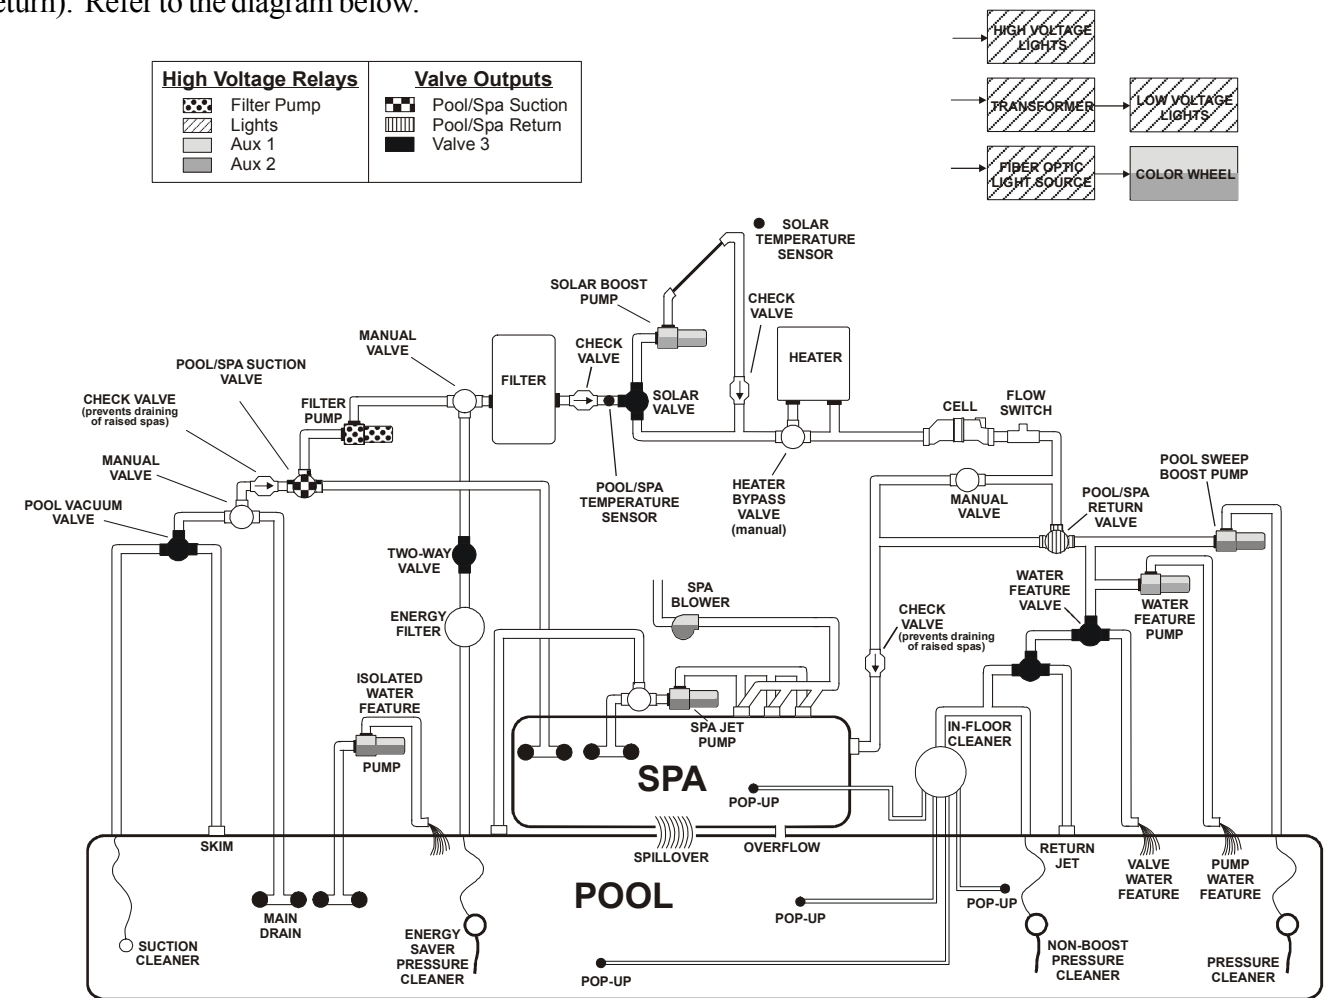 eturn).  Refer to the diagram below.
HIGH VOLTAGE
LIGHTS
TRANSFORMER
LOW VOLTAGE
LIGHTS
FIBER OPTIC
LIGHT SOURCE
COLOR WHEEL
High Voltage Relays
Filter Pump
Lights
Aux 1
Aux 2
Valve Outputs
Pool/Spa Suction
Pool/Spa Return
Valve 3
SOLAR
TEMPERATURE
SENSOR
SOLAR BOOST
PUMP
CHECK
VALVE
MANUAL
VALVE
CHECK
VALVE
HEATER
POOL/SPA SUCTION
VALVE
FILTER
SOLAR
VALVE
CHECK VALVE
(prevents draining
of raised spas)
FILTER
PUMP
CELL
FLOW
SWITCH
MANUAL
VALVE
POOL SWEEP
BOOST PUMP
POOL/SPA
TEMPERATURE
SENSOR
HEATER
BYPASS
VALVE
(manual)
MANUAL
VALVE
POOL/SPA
RETURN
VALVE
POOL VACUUM
VALVE
TWO-WAY
VALVE
SPA
BLOWER
WATER
FEATURE
VALVE
WATER
FEATURE
PUMP
ENERGY
FILTER
CHECK
VALVE
(prevents draining
of raised spas)
ISOLATED
WATER
FEATURE
PUMP
SPA JET
PUMP
IN-FLOOR
CLEANER
SPA
POP-UP
SKIM
SPILLOVER
OVERFLOW
RETURN
JET
VALVE
WATER
FEATURE
PUMP
WATER
FEATURE
POOL
MAIN
DRAIN
POP-UP
POP-UP
SUCTION
CLEANER
ENERGY
SAVER
PRESSURE
CLEANER
NON-BOOST
PRESSURE
CLEANER
PRESSURE
CLEANER
POP-UP